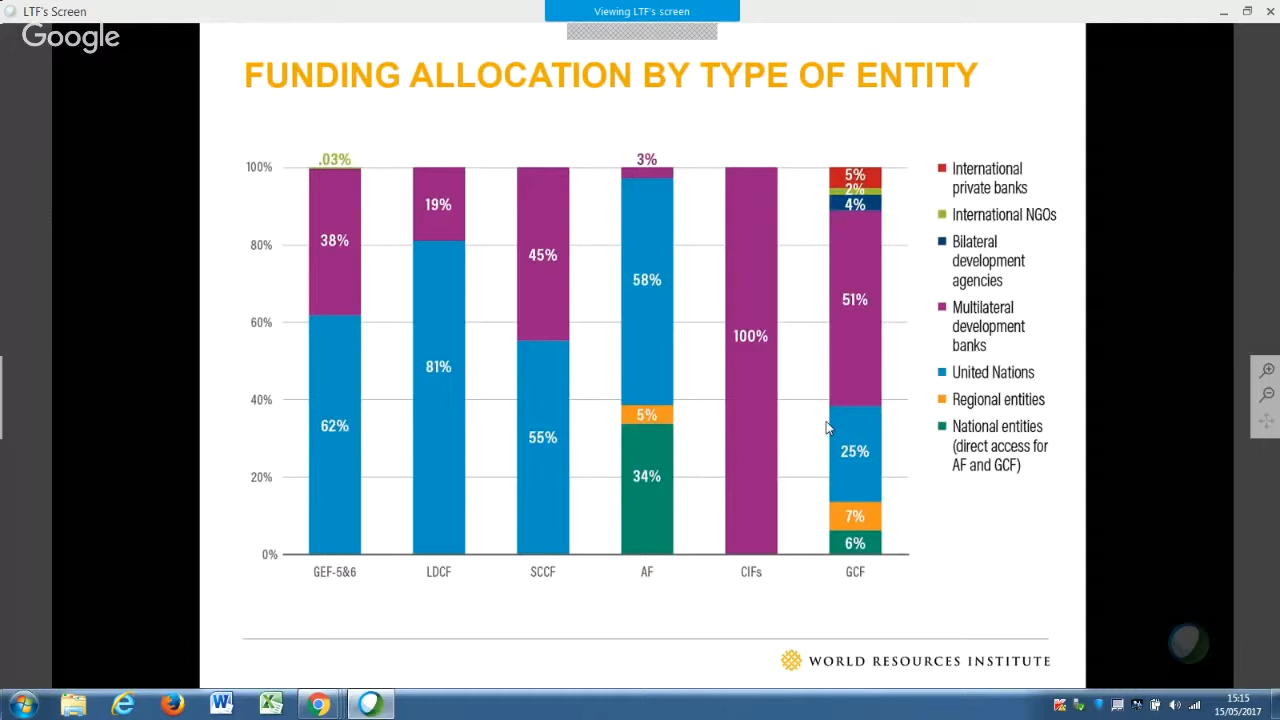 LTF's Screen
Viewing LTF's screen
Google
FUNDING ALLOCATION BY TYPE OF ENTITY
.03%
3%
100%
80%
60%
40%
20%
0%
38%
62%
19%
81%
45%
55%
58%
5%
34%
100%
5%
2%
4%
51%
25%
7%
6%
GEF-5&6
LDCF
SCCF
AF
CIFs
GCF
International
private banks
International NGOs
Bilateral
development
agencies
Multilateral
development
banks
United Nations
Regional entities
National entities
(direct access for
AF and GCF)
WORLD RESOURCES INSTITUTE
15:15
15/05/2017